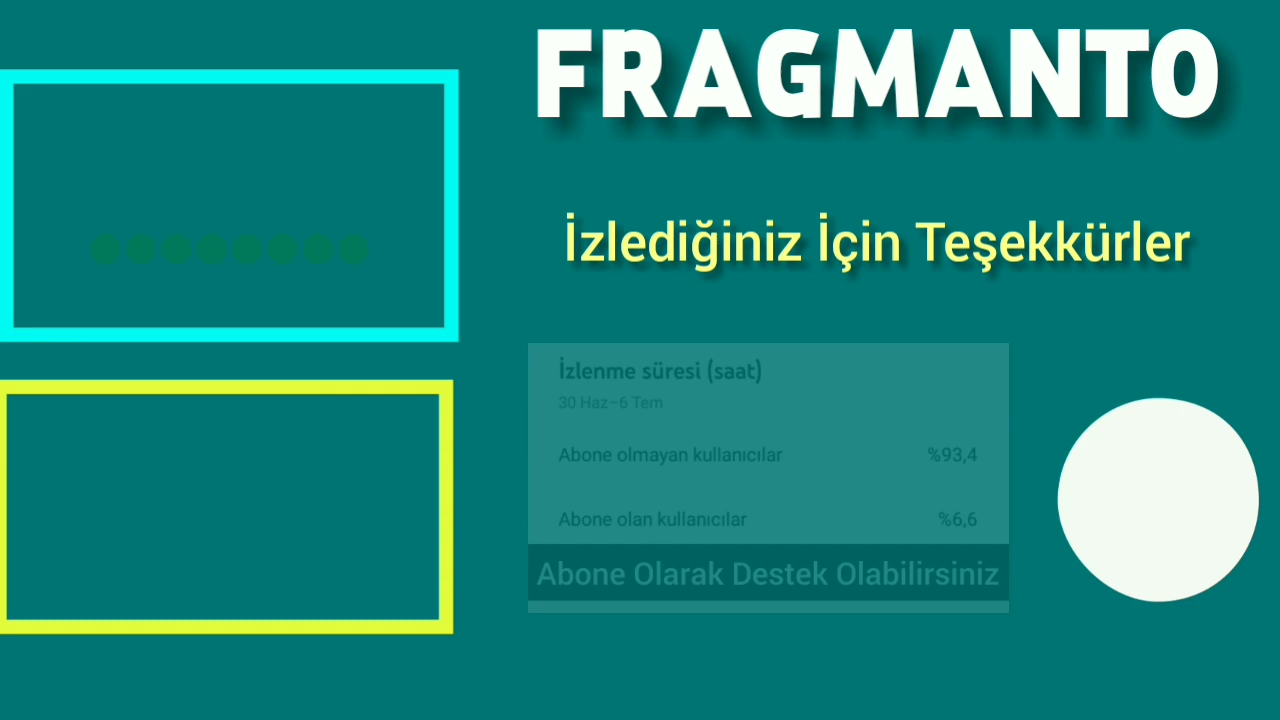 FRAGMANTO
İzlediğiniz İçin Teşekkürler
İzlenme süresi (saat)
30 Haz–6 Tem
Abone olmayan kullanıcılar %93,4
Abone olan kullanıcılar %6,6
Abone Olarak Destek Olabilirsiniz